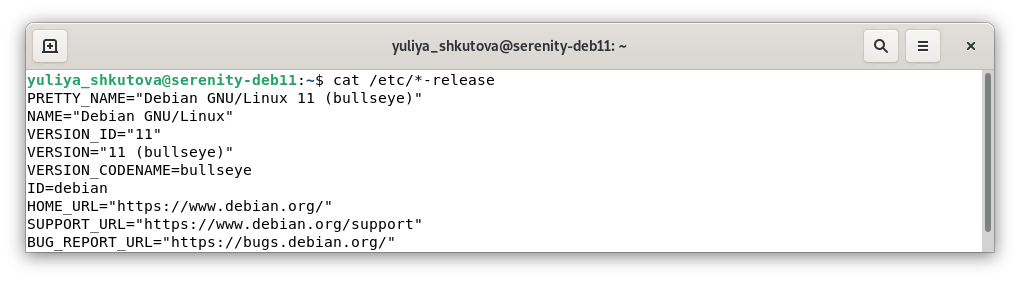 yuliya_shkutova@serenity-deb11: ~
yuliya_shkutova@serenity-deb11:~$ cat /etc/*-release
PRETTY_NAME="Debian GNU/Linux 11 (bullseye)"
NAME="Debian GNU/Linux"
VERSION_ID="11"
VERSION="11 (bullseye)"
VERSION_CODENAME=bullseye
ID=debian
HOME_URL="https://www.debian.org/"
SUPPORT_URL="https://www.debian.org/support"
BUG_REPORT_URL="https://bugs.debian.org/"